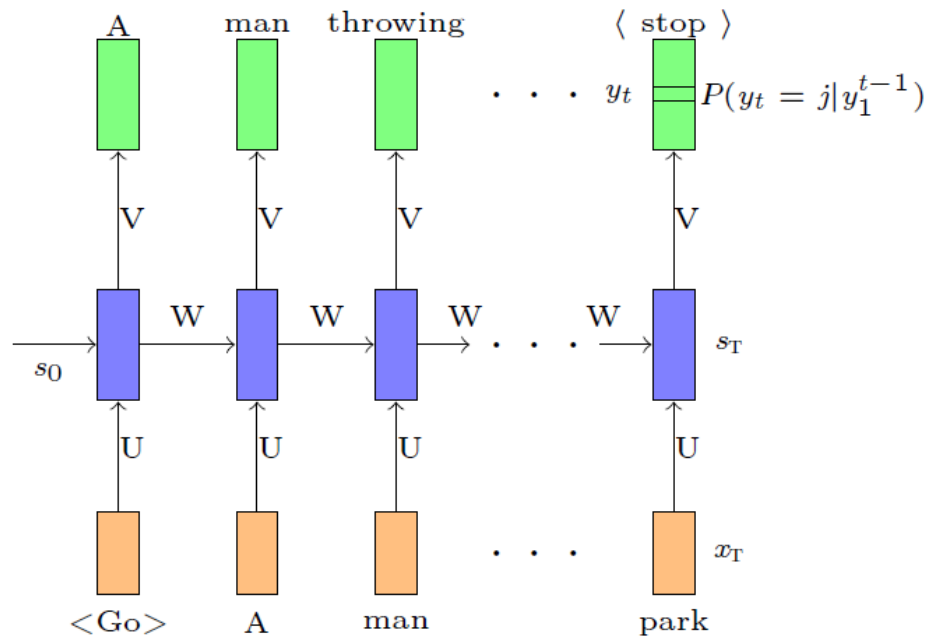 A man throwing ⟨ stop ⟩
· · · y_t P(y_t = j|y_1^{t−1})
V V V V
W W W W
s_0 · · · s_T
U U U U
· · · x_T
<Go> A man park